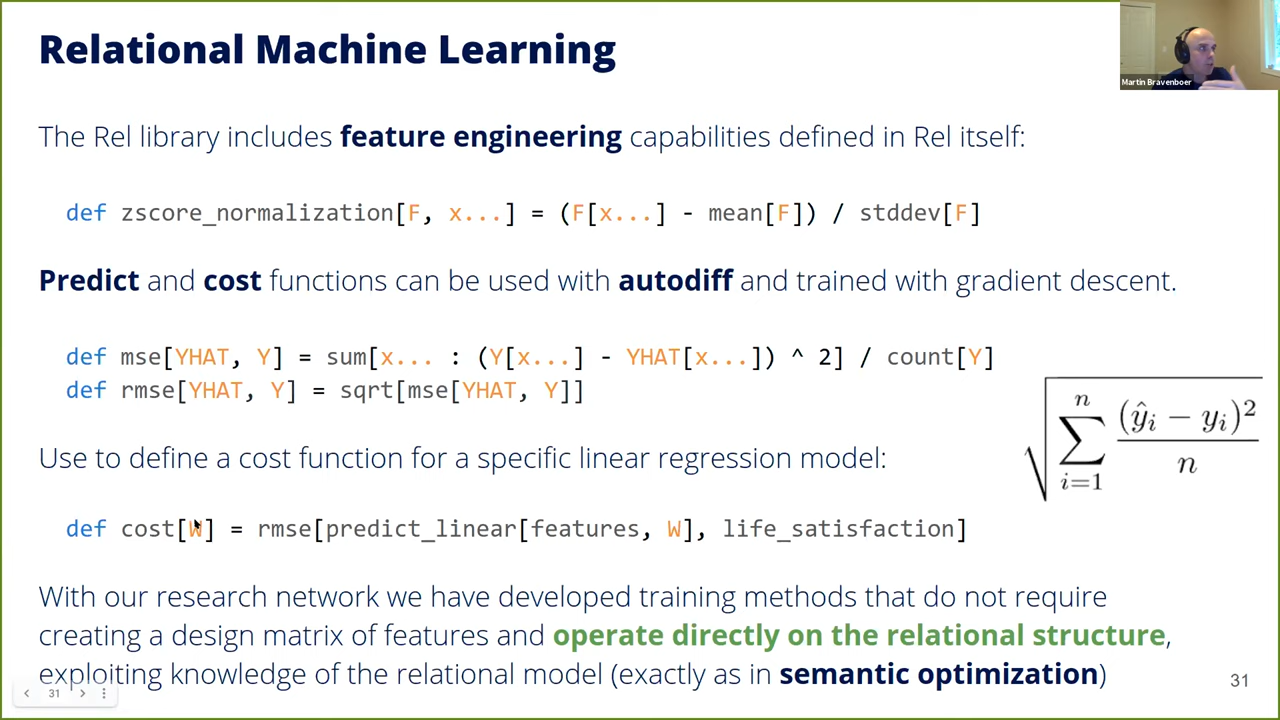 Relational Machine Learning
Martin Bravenboer
The Rel library includes feature engineering capabilities defined in Rel itself:
def zscore_normalization[F, x...] = (F[x...] - mean[F]) / stddev[F]
Predict and cost functions can be used with autodiff and trained with gradient descent.
def mse[YHAT, Y] = sum[x... : (Y[x...] - YHAT[x...]) ^ 2] / count[Y]
def rmse[YHAT, Y] = sqrt[mse[YHAT, Y]]
√ n ∑ i=1 (ŷᵢ − yᵢ)² / n
Use to define a cost function for a specific linear regression model:
def cost[W] = rmse[predict_linear[features, W], life_satisfaction]
With our research network we have developed training methods that do not require
creating a design matrix of features and operate directly on the relational structure,
exploiting knowledge of the relational model (exactly as in semantic optimization)
31
31